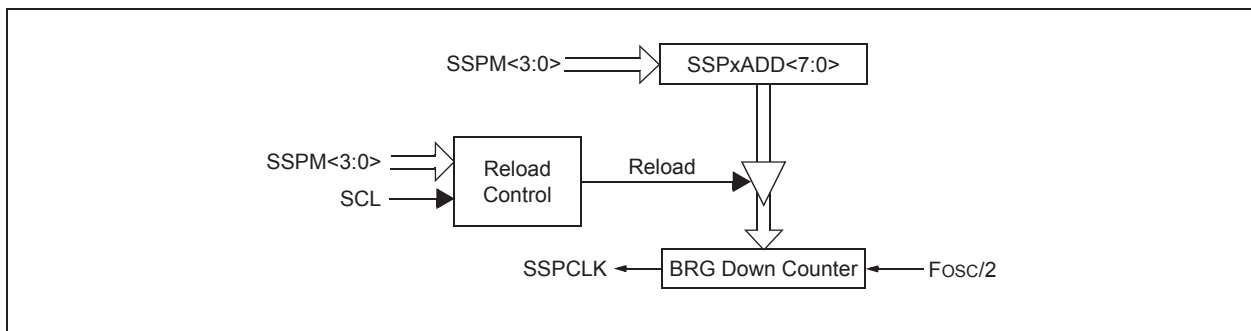 SSPM<3:0>
SSPxADD<7:0>
SSPM<3:0>
SCL
Reload
Control
Reload
SSPCLK
BRG Down Counter
FOSC/2